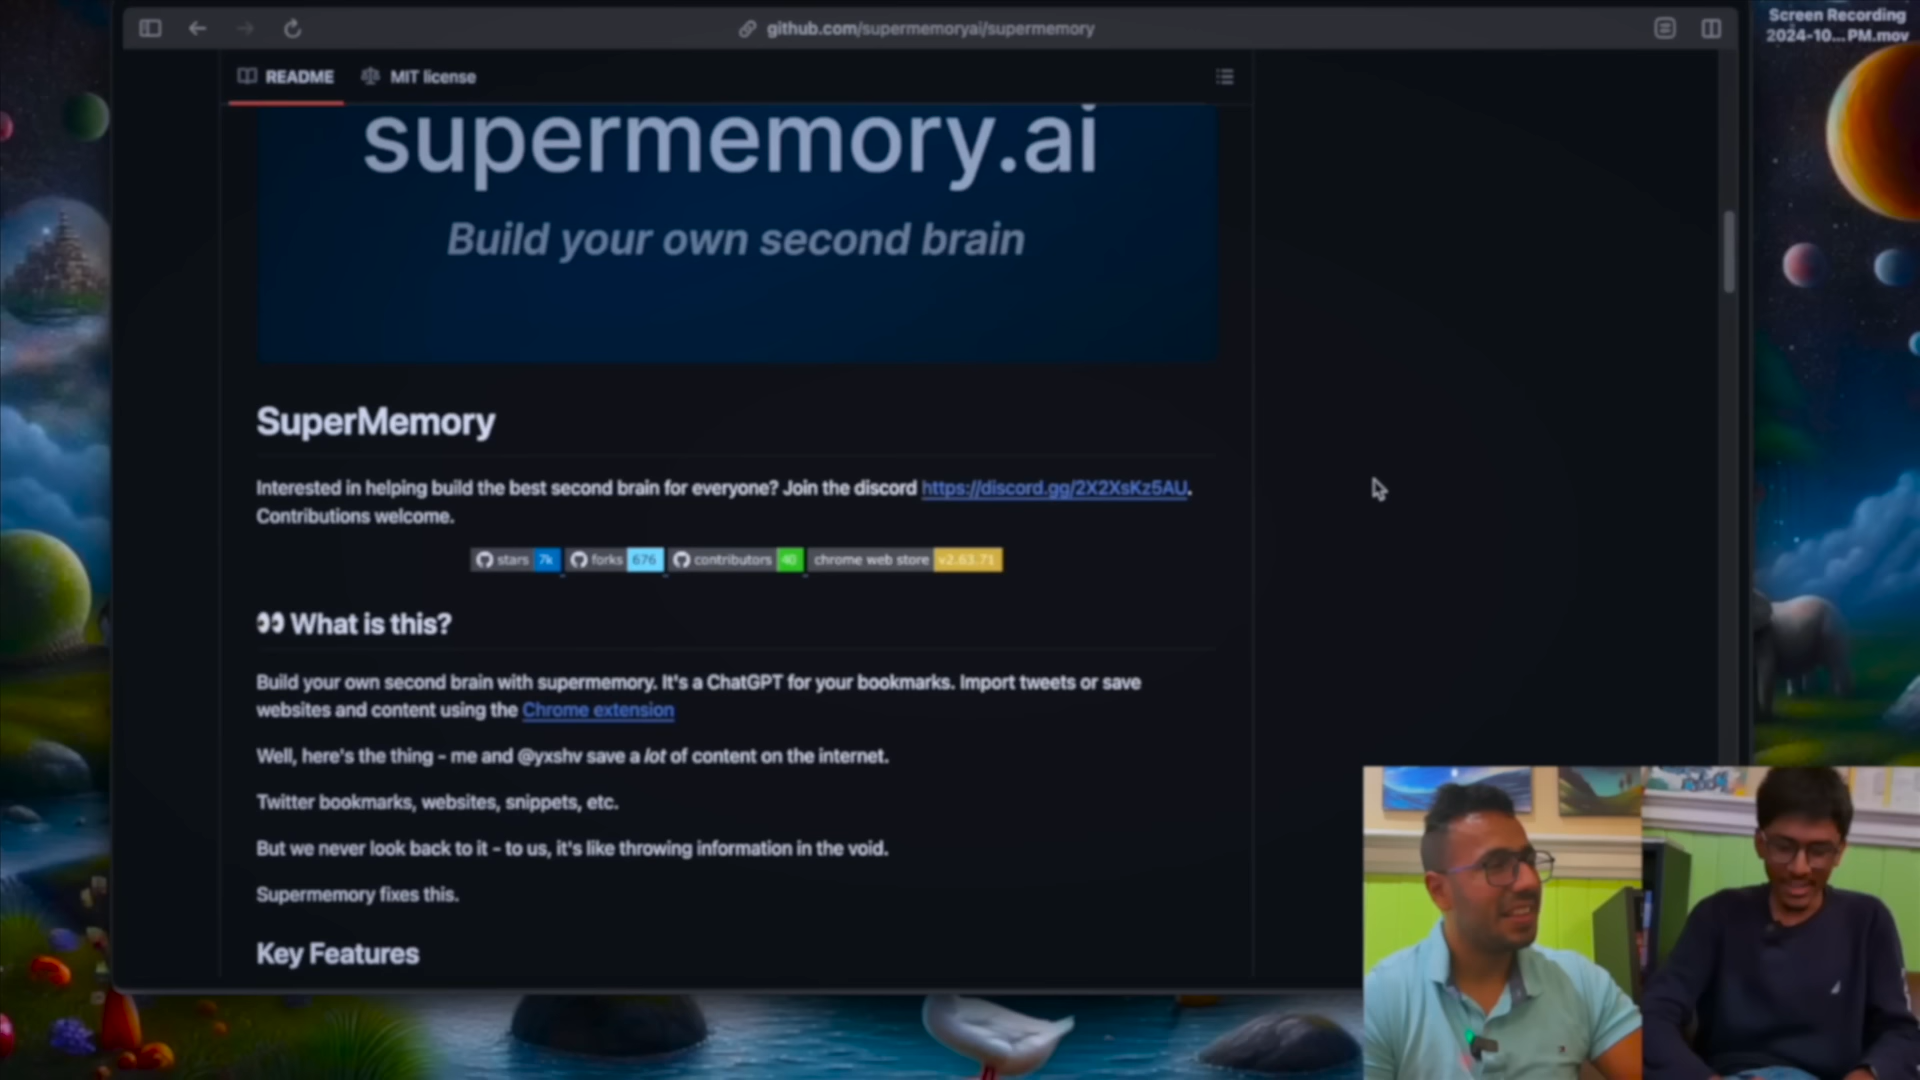 github.com/supermemoryai/supermemory
Screen Recording
2024-10...PM.mov
README
MIT license
supermemory.ai
Build your own second brain
SuperMemory
Interested in helping build the best second brain for everyone? Join the discord https://discord.gg/2X2XsKz5AU.
Contributions welcome.
stars 7k forks 676 contributors 40 chrome web store v2.63.71
👀 What is this?
Build your own second brain with supermemory. It's a ChatGPT for your bookmarks. Import tweets or save
websites and content using the Chrome extension
Well, here's the thing - me and @yxshv save a lot of content on the internet.
Twitter bookmarks, websites, snippets, etc.
But we never look back to it - to us, it's like throwing information in the void.
Supermemory fixes this.
Key Features